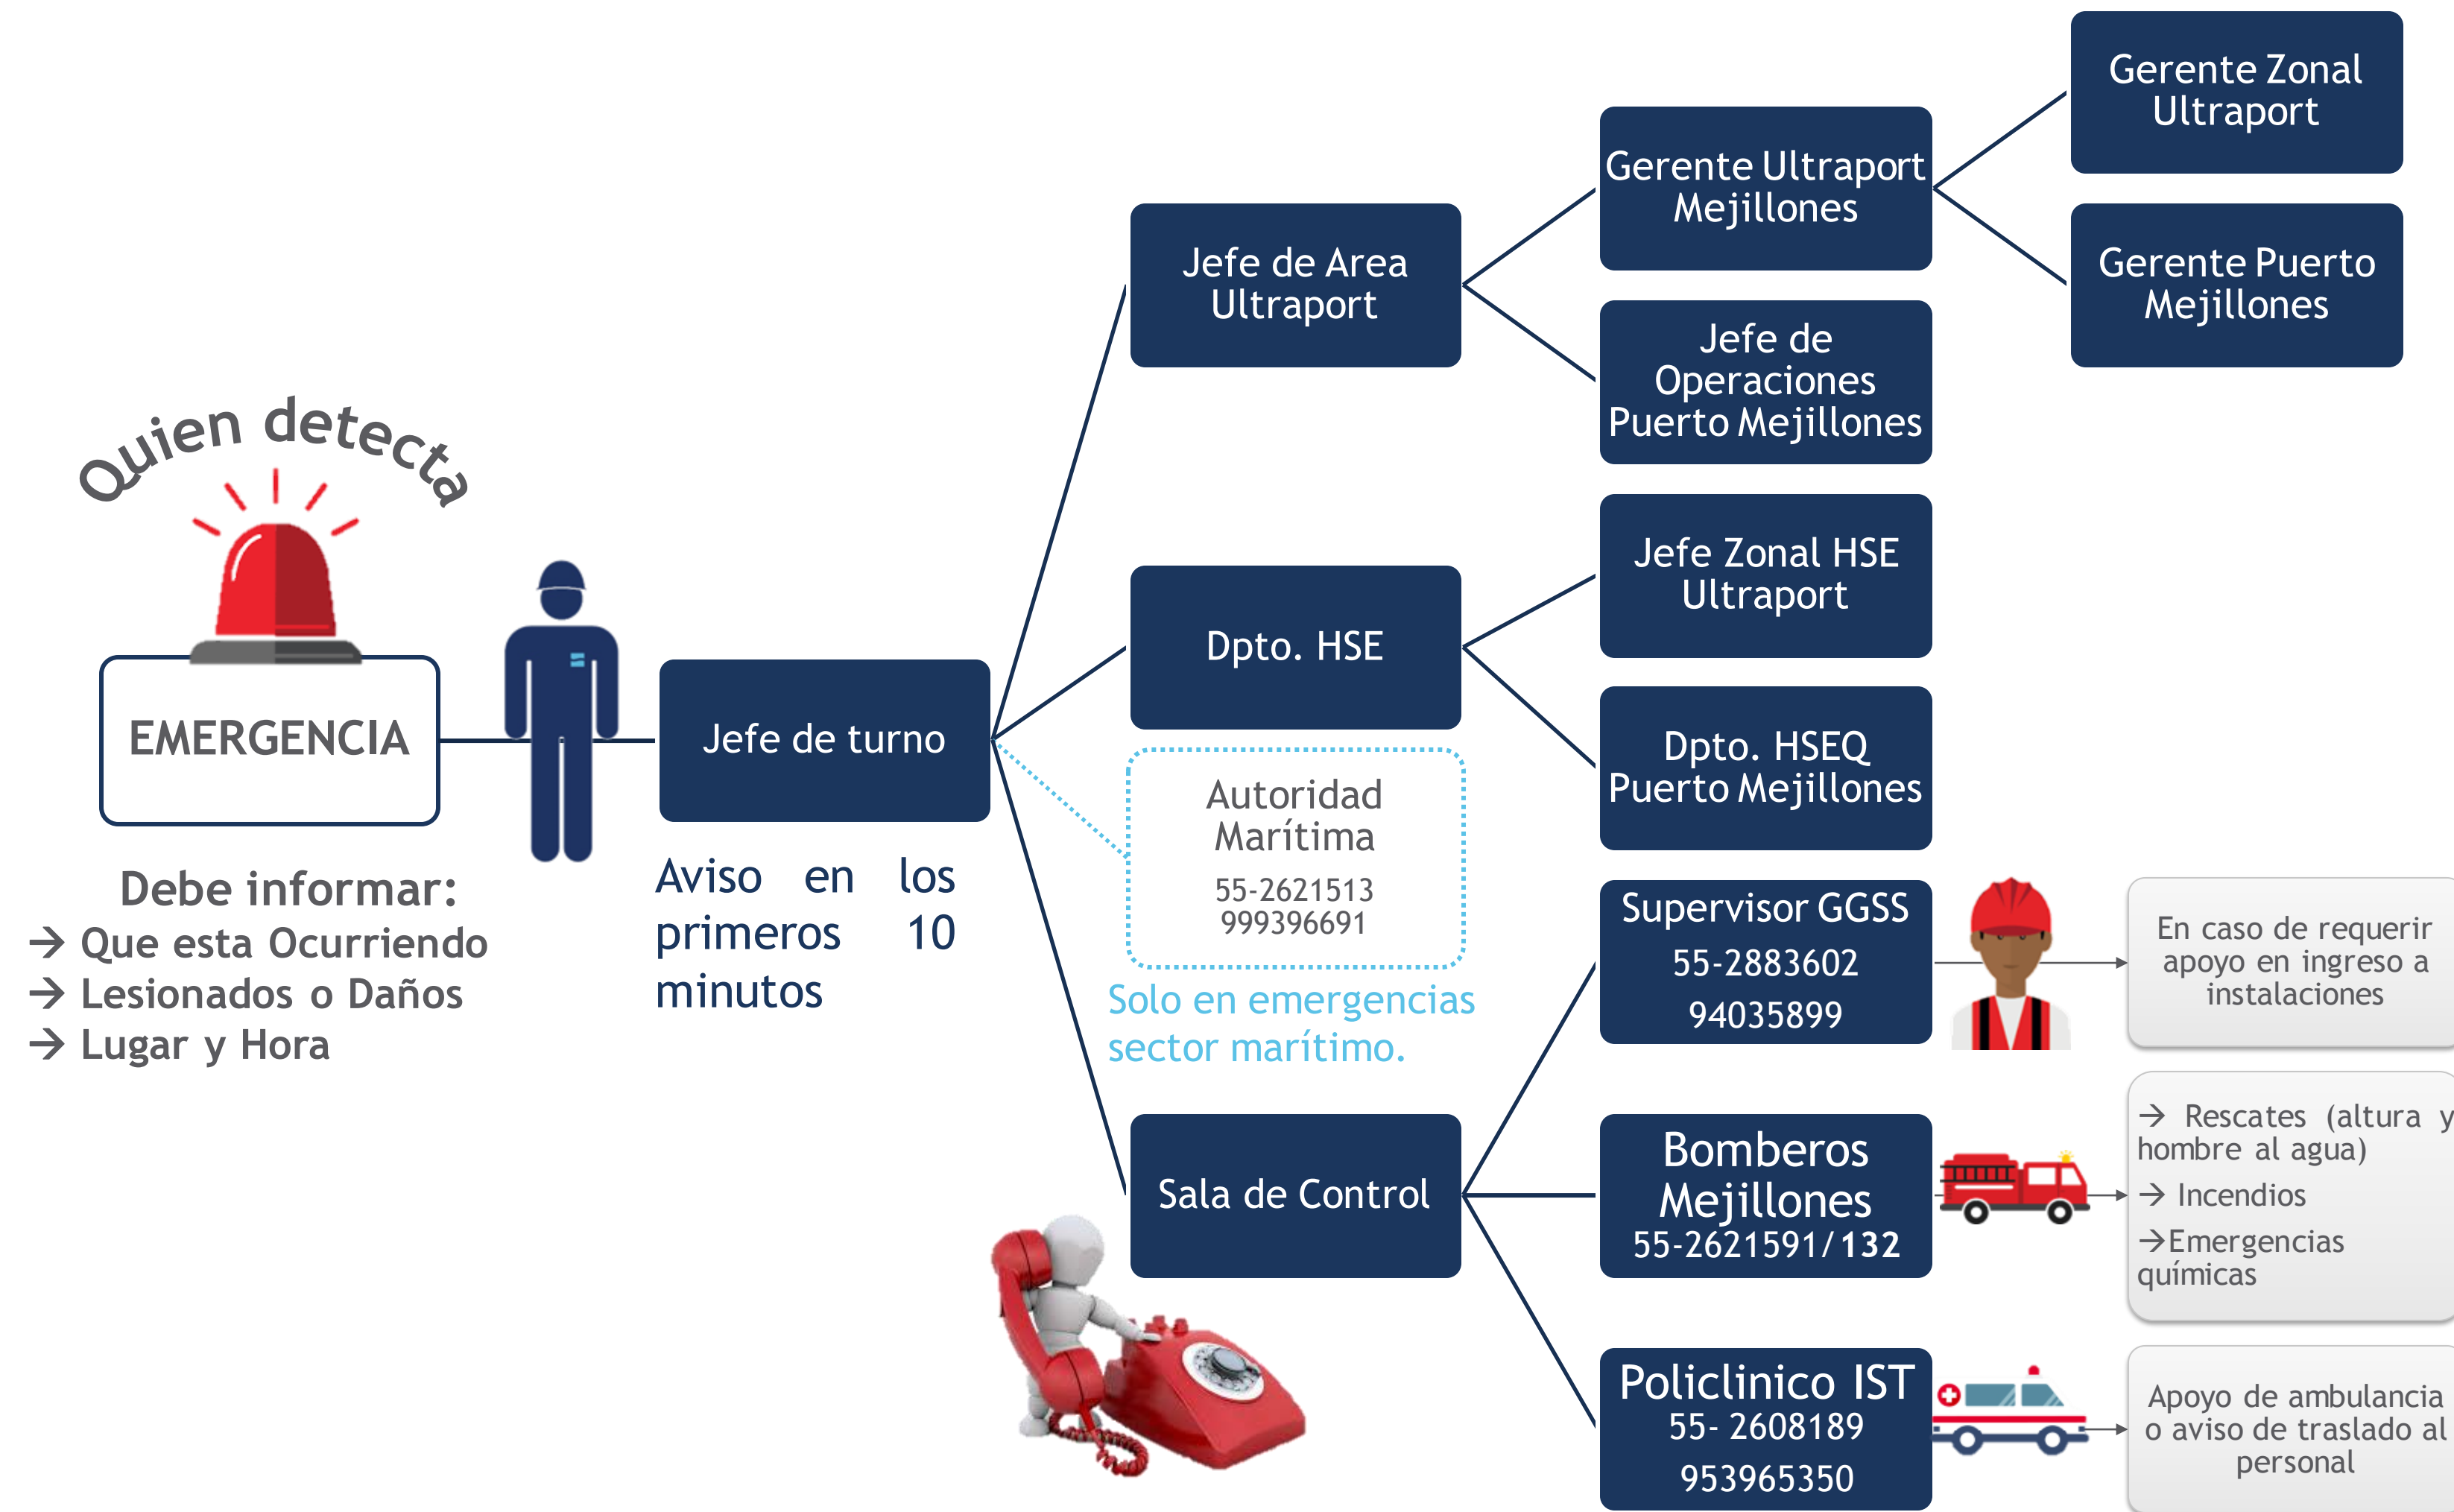 Quien detecta
EMERGENCIA
Debe informar:
→ Que esta Ocurriendo
→ Lesionados o Daños
→ Lugar y Hora
Jefe de turno
Aviso en los
primeros 10
minutos
Jefe de Area
Ultraport
Gerente Ultraport
Mejillones
Gerente Zonal
Ultraport
Gerente Puerto
Mejillones
Jefe de
Operaciones
Puerto Mejillones
Dpto. HSE
Jefe Zonal HSE
Ultraport
Dpto. HSEQ
Puerto Mejillones
Autoridad
Marítima
55-2621513
999396691
Solo en emergencias
sector marítimo.
Sala de Control
Supervisor GGSS
55-2883602
94035899
En caso de requerir
apoyo en ingreso a
instalaciones
Bomberos
Mejillones
55-2621591/132
→ Rescates (altura y
hombre al agua)
→ Incendios
→Emergencias
químicas
Policlinico IST
55- 2608189
953965350
Apoyo de ambulancia
o aviso de traslado al
personal